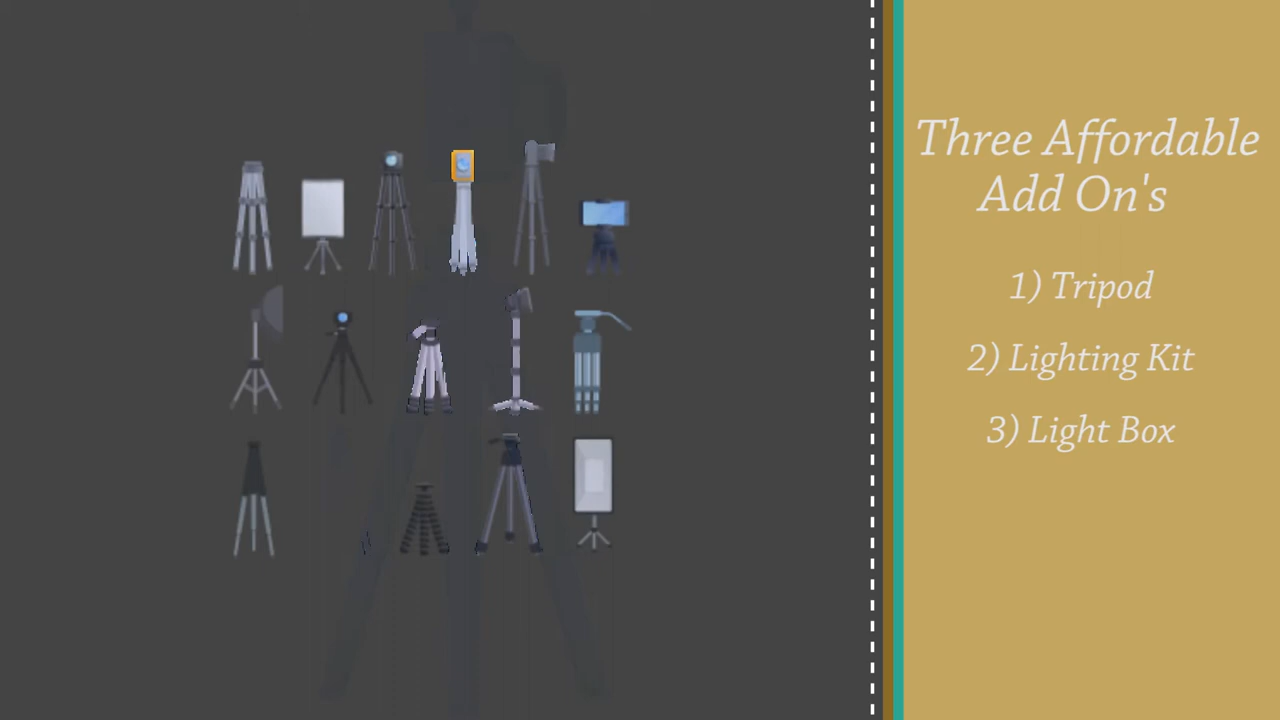 Three Affordable
Add On's
1) Tripod
2) Lighting Kit
3) Light Box